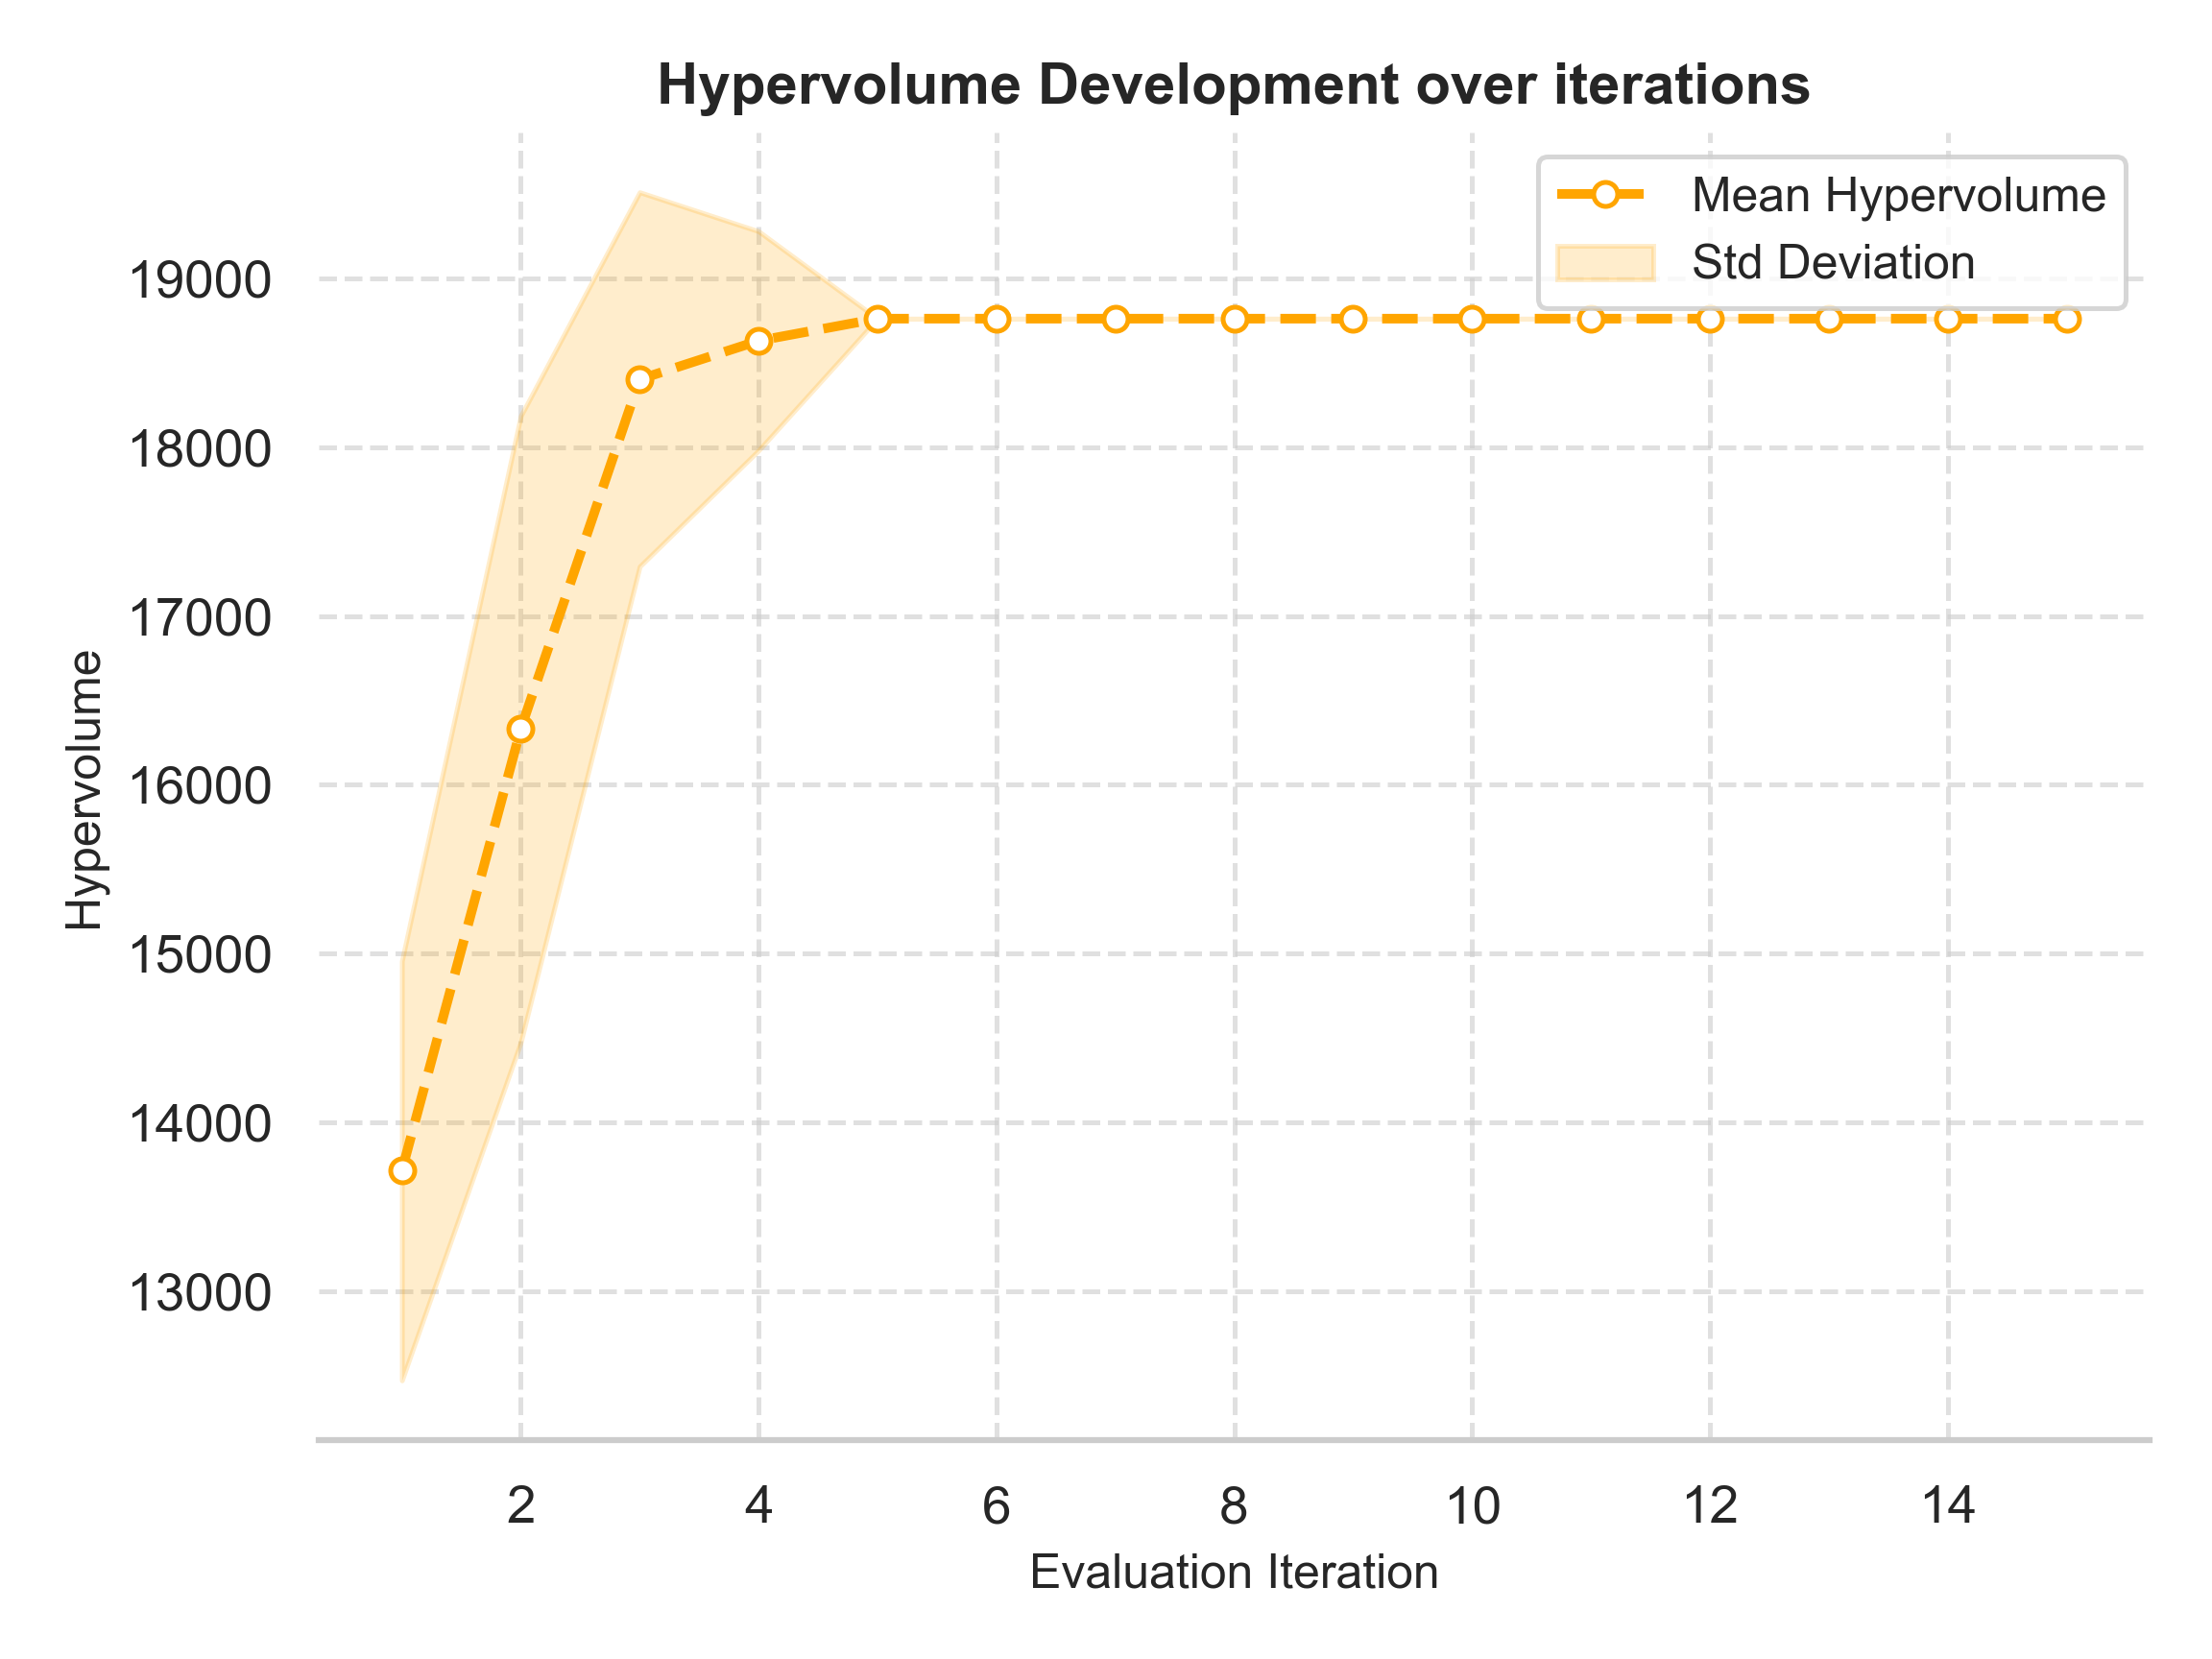 Hypervolume Development over iterations
Mean Hypervolume
Std Deviation
19000
18000
17000
16000
15000
14000
13000
Hypervolume
2 4 6 8 10 12 14
Evaluation Iteration